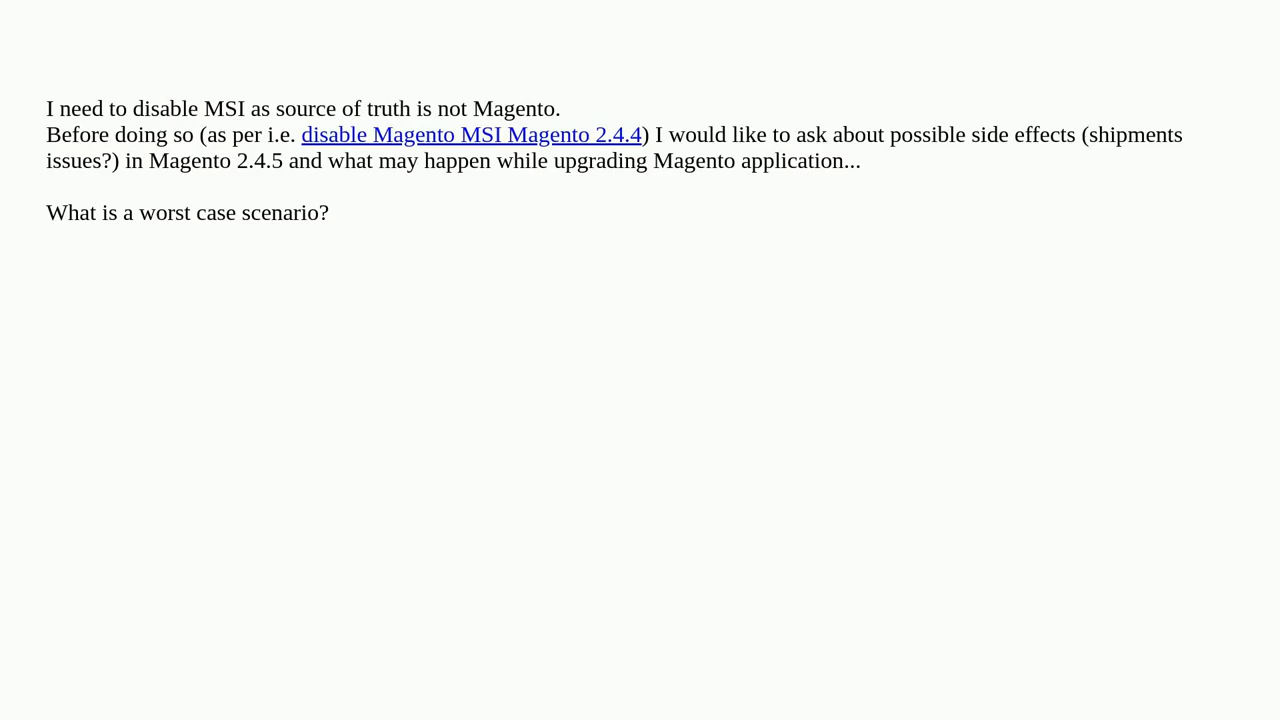 I need to disable MSI as source of truth is not Magento.
Before doing so (as per i.e. disable Magento MSI Magento 2.4.4) I would like to ask about possible side effects (shipments
issues?) in Magento 2.4.5 and what may happen while upgrading Magento application...
What is a worst case scenario?